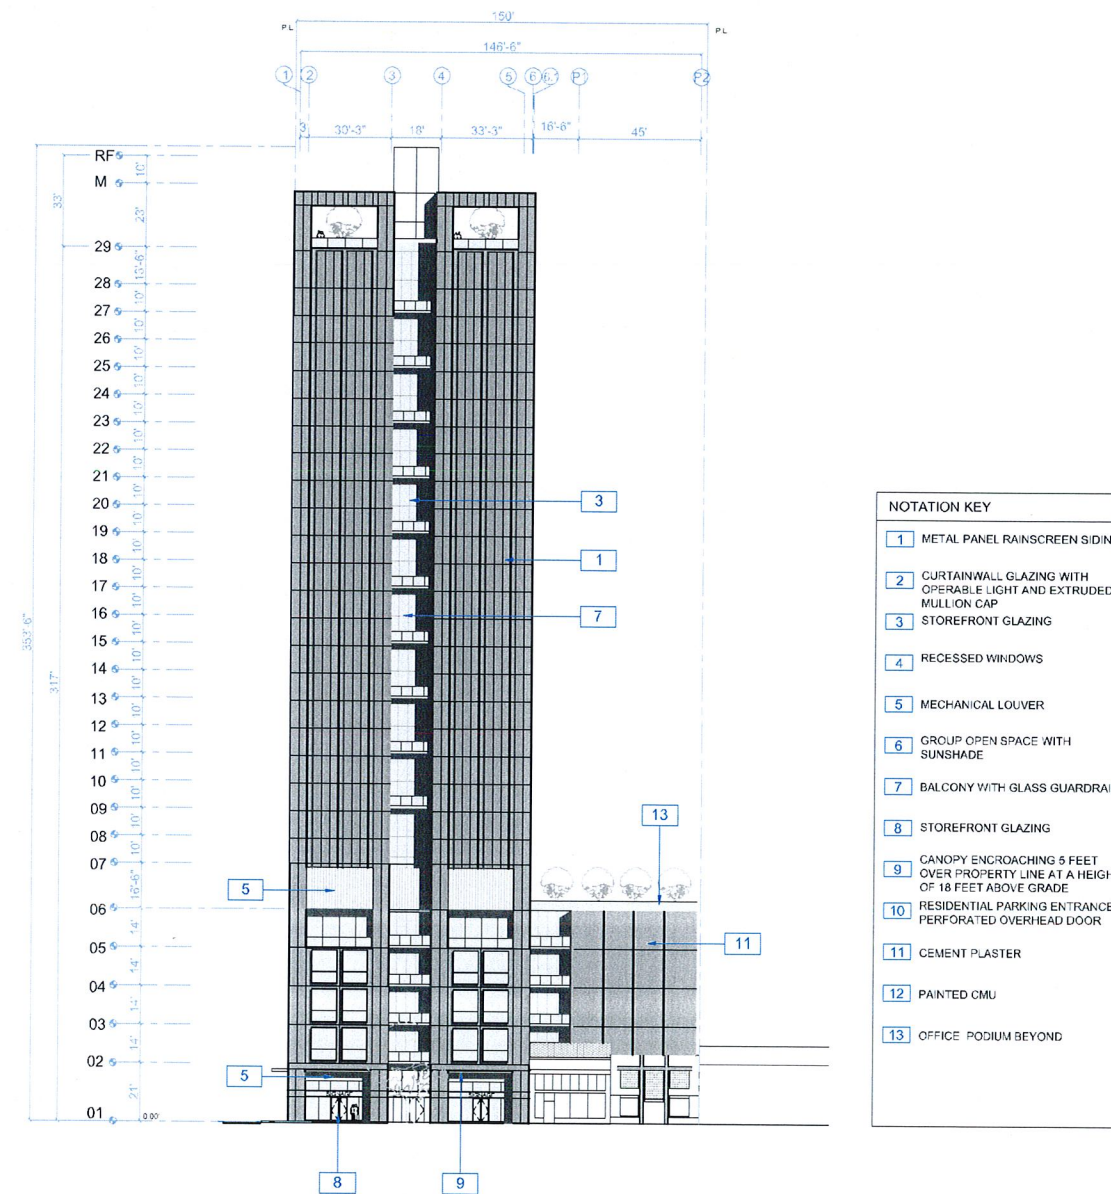 150'
P.L
P.L
146'-6"
1 2 3 4 5 6 6.1 P1 P2
3 30'-3" 18' 33'-3" 16'-6" 45'
RF
10'
M
33'
23'
29
13'-6"
28
10'
27
10'
26
10'
25
10'
24
10'
23
10'
22
10'
21
10'
20
10'
19
10'
18
10'
17
10'
16
10'
15
10'
14
10'
13
10'
12
10'
11
10'
10
10'
09
10'
08
10'
07
16'-6"
06
14'
05
14'
04
14'
03
14'
02
21'
01
0.00'
353'-6"
317'
3
1
7
13
5
11
5
8
9
NOTATION KEY
1 METAL PANEL RAINSCREEN SIDIN
2 CURTAINWALL GLAZING WITH
OPERABLE LIGHT AND EXTRUDED
MULLION CAP
3 STOREFRONT GLAZING
4 RECESSED WINDOWS
5 MECHANICAL LOUVER
6 GROUP OPEN SPACE WITH
SUNSHADE
7 BALCONY WITH GLASS GUARDRAI
8 STOREFRONT GLAZING
9 CANOPY ENCROACHING 5 FEET
OVER PROPERTY LINE AT A HEIGH
OF 18 FEET ABOVE GRADE
10 RESIDENTIAL PARKING ENTRANCE
PERFORATED OVERHEAD DOOR
11 CEMENT PLASTER
12 PAINTED CMU
13 OFFICE PODIUM BEYOND